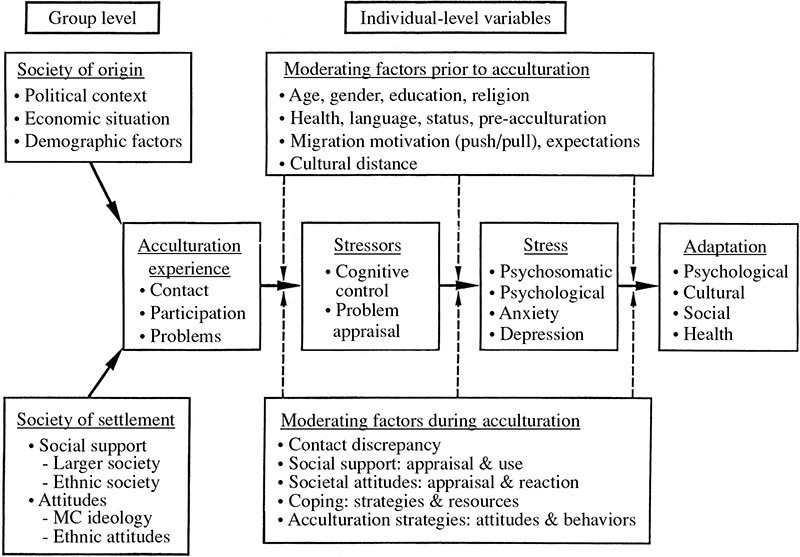 Group level
Individual-level variables
Society of origin
• Political context
• Economic situation
• Demographic factors
Moderating factors prior to acculturation
• Age, gender, education, religion
• Health, language, status, pre-acculturation
• Migration motivation (push/pull), expectations
• Cultural distance
Acculturation
experience
• Contact
• Participation
• Problems
Stressors
• Cognitive
control
• Problem
appraisal
Stress
• Psychosomatic
• Psychological
• Anxiety
• Depression
Adaptation
• Psychological
• Cultural
• Social
• Health
Society of settlement
• Social support
- Larger society
- Ethnic society
• Attitudes
- MC ideology
- Ethnic attitudes
Moderating factors during acculturation
• Contact discrepancy
• Social support: appraisal & use
• Societal attitudes: appraisal & reaction
• Coping: strategies & resources
• Acculturation strategies: attitudes & behaviors